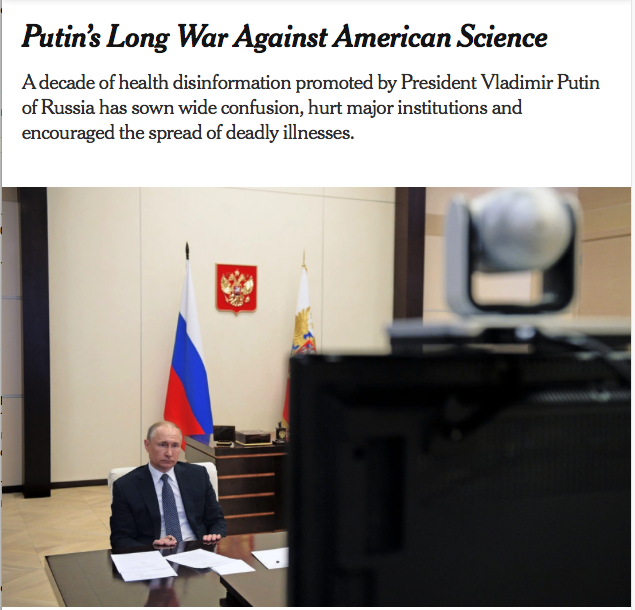 Putin's Long War Against American Science
A decade of health disinformation promoted by President Vladimir Putin
of Russia has sown wide confusion, hurt major institutions and
encouraged the spread of deadly illnesses.